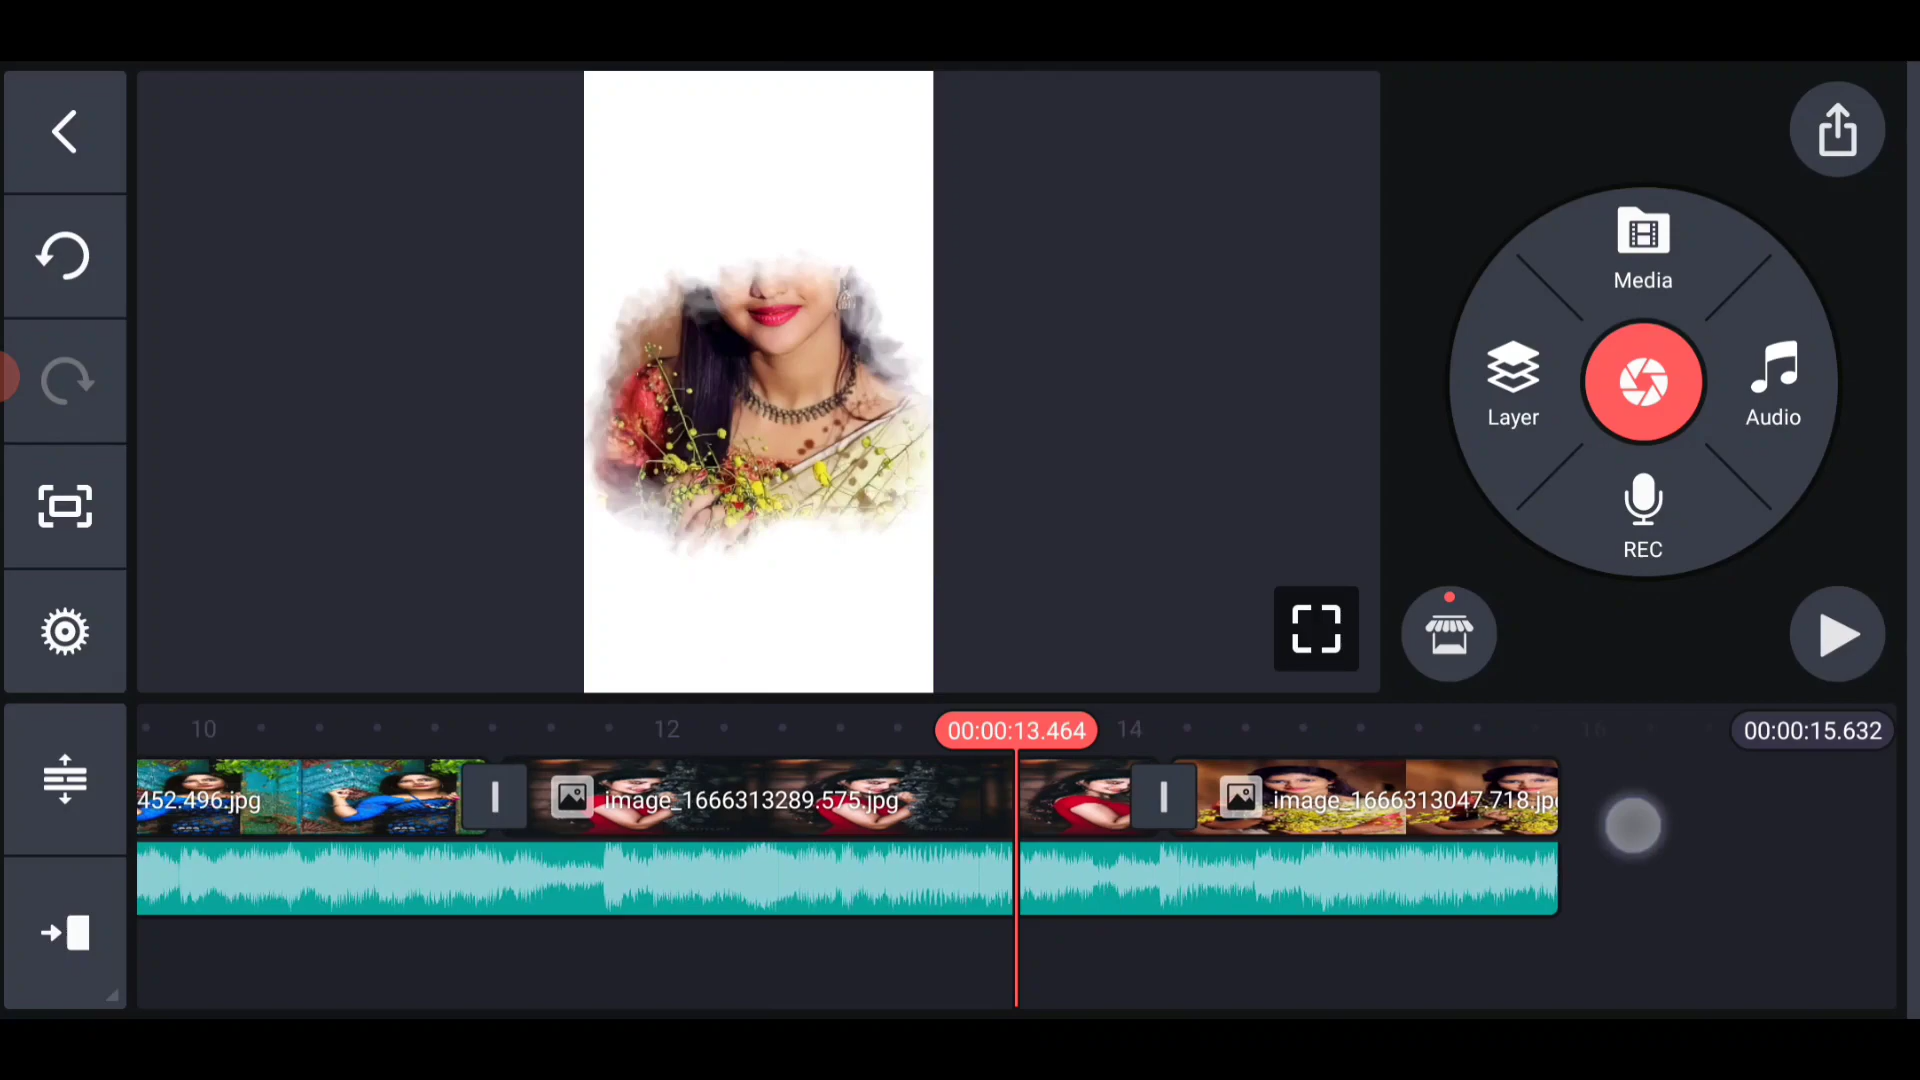 Media
Layer
Audio
REC
10
12
00:00:13.464
14
16
00:00:15.632
452.496.jpg
image_1666313289.575.jpg
image_1666313047.718.jp